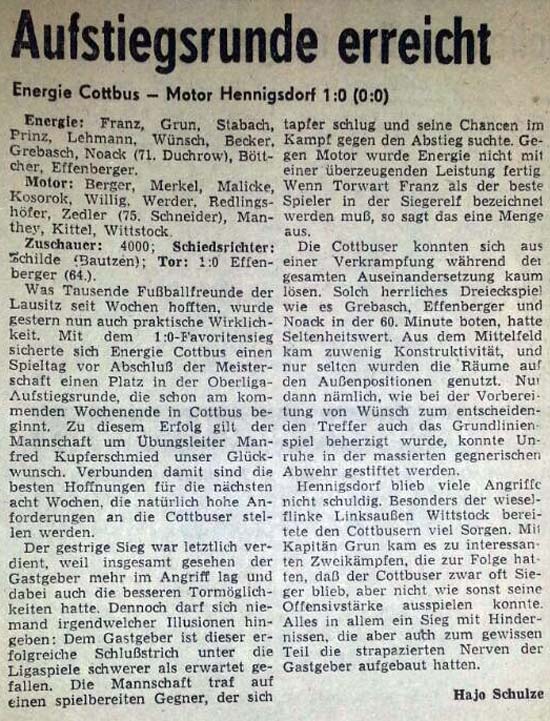 Aufstiegsrunde erreicht
Energie Cottbus – Motor Hennigsdorf 1:0 (0:0)
Energie: Franz, Grun, Stabach,
Prinz, Lehmann, Wünsch, Becker,
Grebasch, Noack (71. Duchrow), Bött-
cher, Effenberger.
Motor: Berger, Merkel, Malicke,
Kosorok, Willig, Werder, Redlings-
höfer, Zedler (75. Schneider), Man-
they, Kittel, Wittstock.
Zuschauer: 4000; Schiedsrichter:
Schilde (Bautzen); Tor: 1:0 Effen-
berger (64.).
Was Tausende Fußballfreunde der
Lausitz seit Wochen hofften, wurde
gestern nun auch praktische Wirklich-
keit. Mit dem 1:0-Favoritensieg
sicherte sich Energie Cottbus einen
Spieltag vor Abschluß der Meister-
schaft einen Platz in der Oberliga-
Aufstiegsrunde, die schon am kom-
menden Wochenende in Cottbus be-
ginnt. Zu diesem Erfolg gilt der
Mannschaft um Übungsleiter Man-
fred Kupferschmied unser Glück-
wunsch. Verbunden damit sind die
besten Hoffnungen für die nächsten
acht Wochen, die natürlich hohe An-
forderungen an die Cottbuser stel-
len werden.
Der gestrige Sieg war letztlich ver-
dient, weil insgesamt gesehen der
Gastgeber mehr im Angriff lag und
dabei auch die besseren Tormöglich-
keiten hatte. Dennoch darf sich nie-
mand irgendwelcher Illusionen hin-
geben: Dem Gastgeber ist dieser er-
folgreiche Schlußstrich unter die
Ligaspiele schwerer als erwartet ge-
fallen. Die Mannschaft traf auf
einen spielbereiten Gegner, der sich
tapfer schlug und seine Chancen im
Kampf gegen den Abstieg suchte. Ge-
gen Motor wurde Energie nicht mit
einer überzeugenden Leistung fertig.
Wenn Torwart Franz als der beste
Spieler in der Siegerelf bezeichnet
werden muß, so sagt das eine Menge
aus.
Die Cottbuser konnten sich aus
einer Verkrampfung während der
gesamten Auseinandersetzung kaum
lösen. Solch herrliches Dreieckspiel
wie es Grebasch, Effenberger und
Noack in der 60. Minute boten, hatte
Seltenheitswert. Aus dem Mittelfeld
kam zuwenig Konstruktivität, und
nur selten wurden die Räume auf
den Außenpositionen genutzt. Nur
dann nämlich, wie bei der Vorberei-
tung von Wünsch zum entscheiden-
den Treffer auch das Grundlinien-
spiel beherzigt wurde, konnte Un-
ruhe in der massierten gegnerischen
Abwehr gestiftet werden.
Hennigsdorf blieb viele Angriffe
nicht schuldig. Besonders der wiesel-
flinke Linksaußen Wittstock berei-
tete den Cottbusern viel Sorgen. Mit
Kapitän Grun kam es zu interessan-
ten Zweikämpfen, die zur Folge hat-
ten, daß der Cottbuser zwar oft Sie-
ger blieb, aber nicht wie sonst seine
Offensivstärke ausspielen konnte.
Alles in allem ein Sieg mit Hinder-
nissen, die aber auch zum gewissen
Teil die strapazierten Nerven der
Gastgeber aufgebaut hatten.
Hajo Schulze